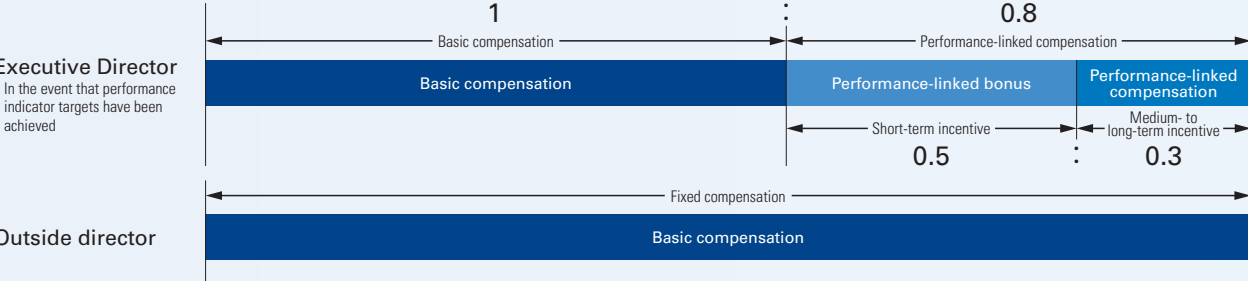 1 : 0.8
Basic compensation
Performance-linked compensation
Executive Director
In the event that performance
indicator targets have been
achieved
Basic compensation
Performance-linked bonus
Performance-linked
compensation
Short-term incentive
Medium- to
long-term incentive
0.5 : 0.3
Fixed compensation
Outside director
Basic compensation